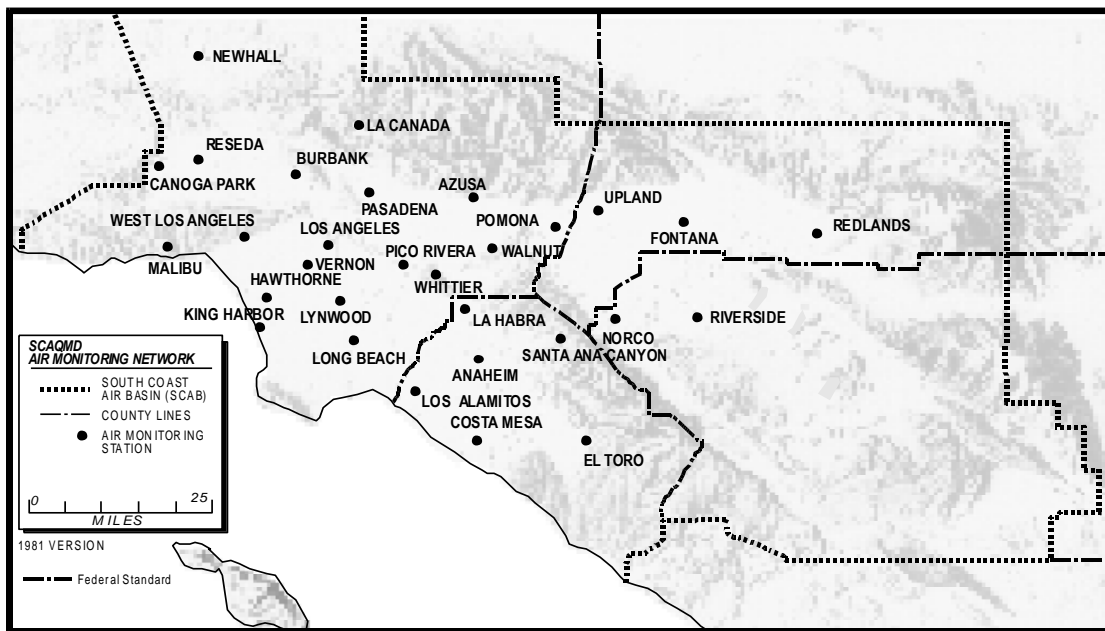 NEWHALL
LA CANADA
RESEDA
BURBANK
CANOGA PARK
AZUSA
UPLAND
PASADENA
WEST LOS ANGELES
LOS ANGELES
POMONA
REDLANDS
FONTANA
PICO RIVERA
WALNUT
MALIBU
VERNON
HAWTHORNE
WHITTIER
KING HARBOR
LYNWOOD
LA HABRA
RIVERSIDE
NORCO
LONG BEACH
SANTA ANA CANYON
ANAHEIM
LOS ALAMITOS
COSTA MESA
EL TORO
SCAQMD
AIR MONITORING NETWORK
SOUTH COAST
AIR BASIN (SCAB)
COUNTY LINES
AIR MONITORING
STATION
0 25
MILES
1981 VERSION
Federal Standard